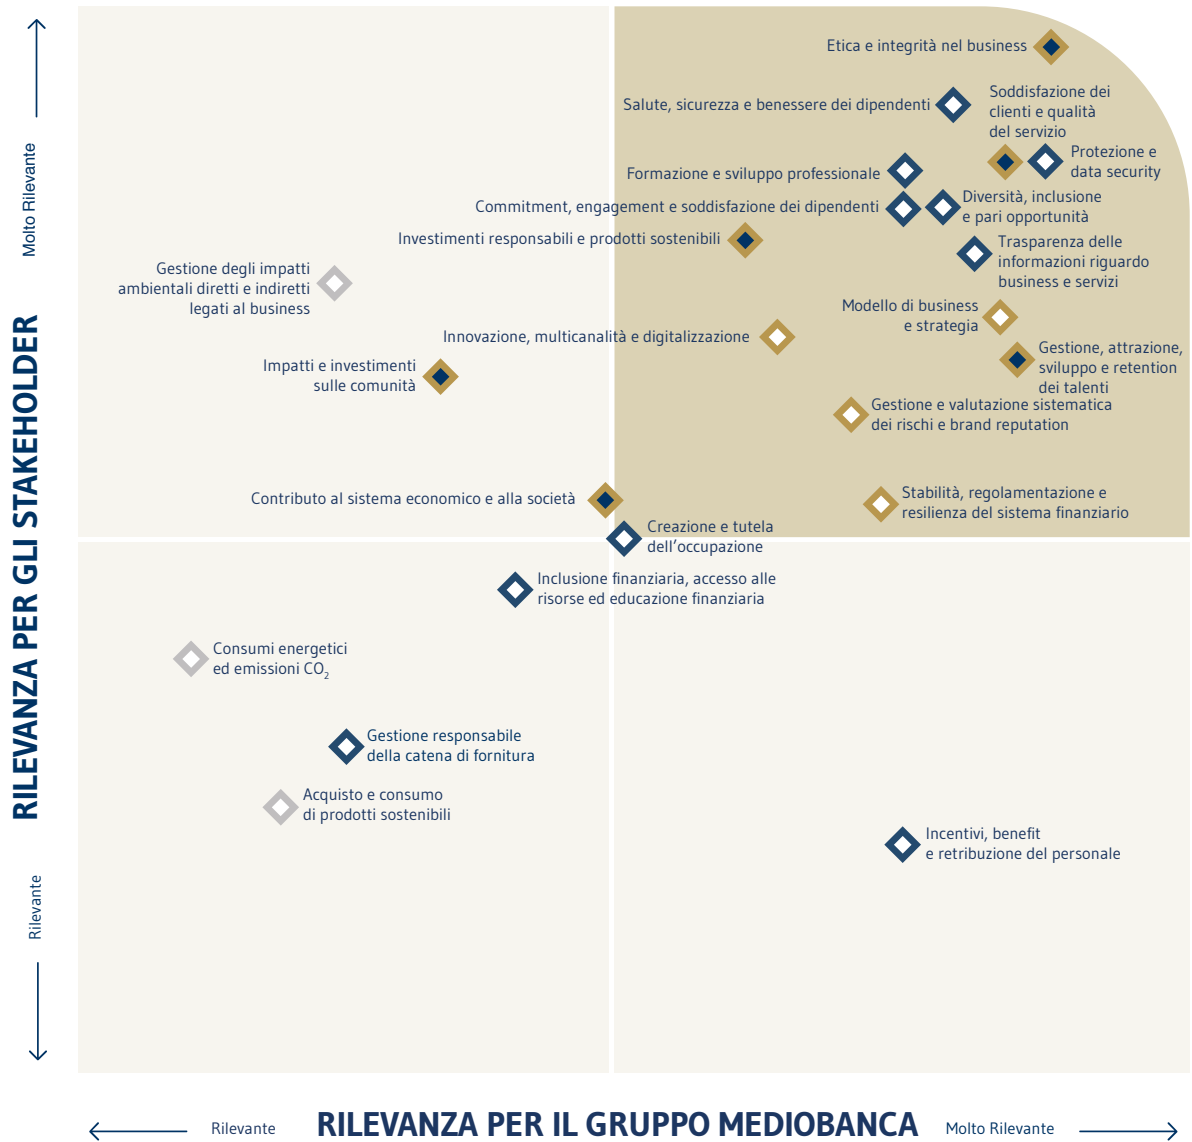 Etica e integrità nel business
Salute, sicurezza e benessere dei dipendenti
Soddisfazione dei
clienti e qualità
del servizio
Protezione e
data security
Formazione e sviluppo professionale
Commitment, engagement e soddisfazione dei dipendenti
Diversità, inclusione
e pari opportunità
Investimenti responsabili e prodotti sostenibili
Trasparenza delle
informazioni riguardo
business e servizi
Gestione degli impatti
ambientali diretti e indiretti
legati al business
Modello di business
e strategia
Innovazione, multicanalità e digitalizzazione
Gestione, attrazione,
sviluppo e retention
dei talenti
Impatti e investimenti
sulle comunità
Gestione e valutazione sistematica
dei rischi e brand reputation
Contributo al sistema economico e alla società
Stabilità, regolamentazione e
resilienza del sistema finanziario
Creazione e tutela
dell’occupazione
Inclusione finanziaria, accesso alle
risorse ed educazione finanziaria
Consumi energetici
ed emissioni CO₂
Gestione responsabile
della catena di fornitura
Acquisto e consumo
di prodotti sostenibili
Incentivi, benefit
e retribuzione del personale
Molto Rilevante
RILEVANZA PER GLI STAKEHOLDER
Rilevante
Rilevante
RILEVANZA PER IL GRUPPO MEDIOBANCA
Molto Rilevante